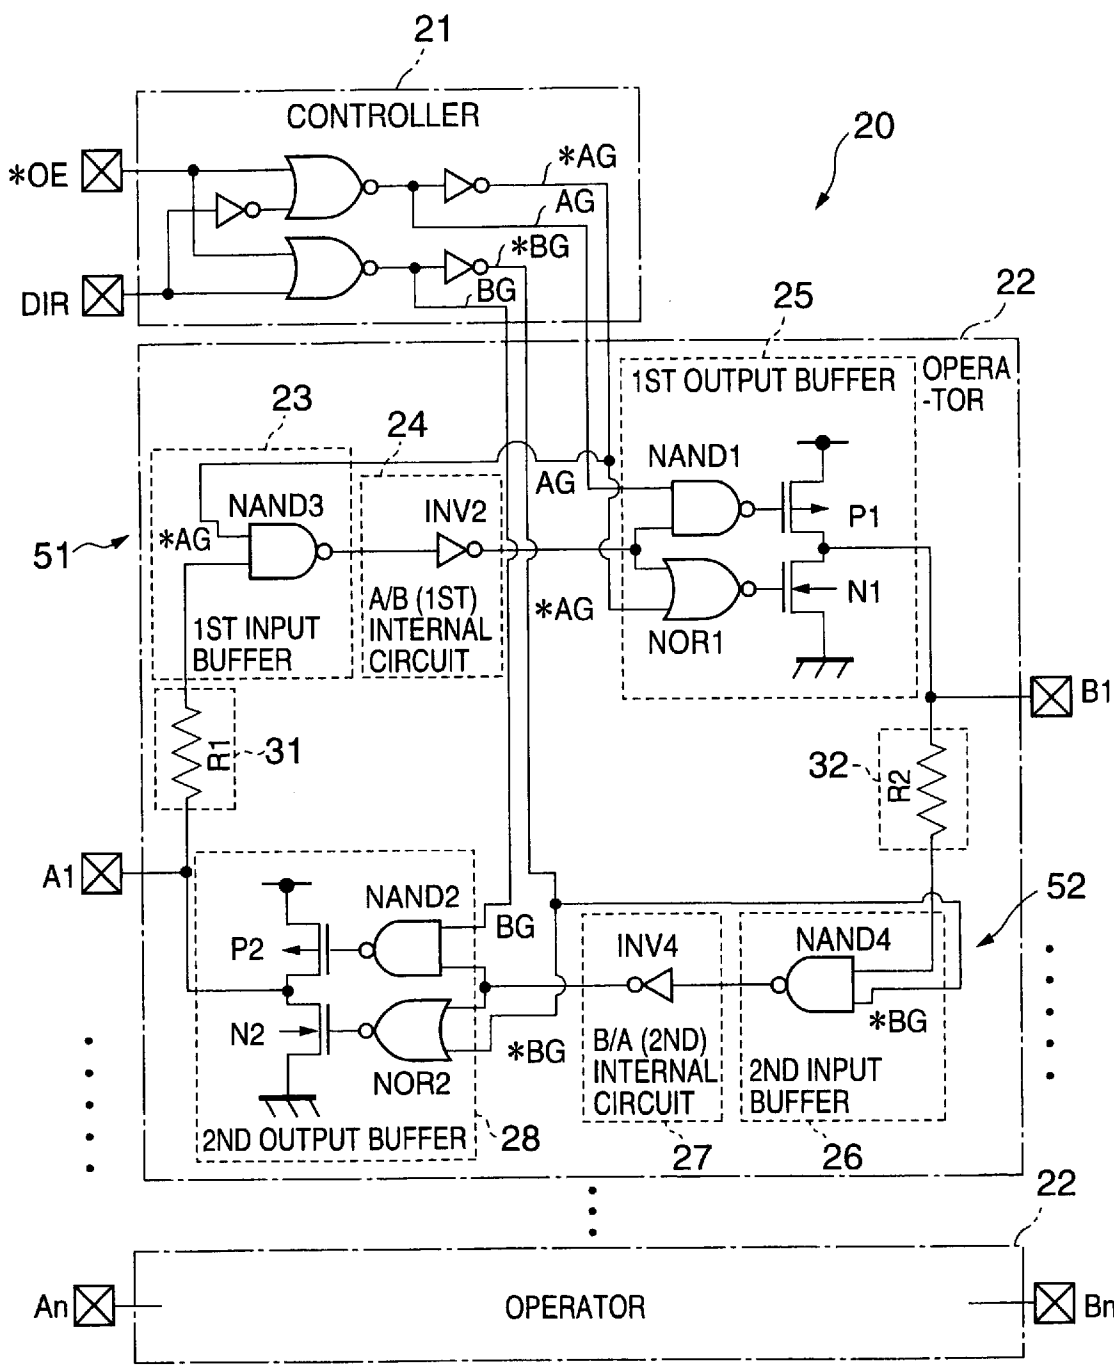 21
CONTROLLER
20
*OE
*AG
AG
*BG
DIR
BG
25
22
1ST OUTPUT BUFFER
OPERA
-TOR
23
24
NAND1
AG
NAND3
INV2
P1
51
*AG
A/B (1ST)
INTERNAL
CIRCUIT
*AG
N1
1ST INPUT
BUFFER
NOR1
B1
R1
31
32
R2
A1
NAND2
52
BG
INV4
NAND4
P2
N2
*BG
*BG
B/A (2ND)
INTERNAL
CIRCUIT
2ND INPUT
BUFFER
NOR2
2ND OUTPUT BUFFER
28
27
26
22
An
OPERATOR
Bn